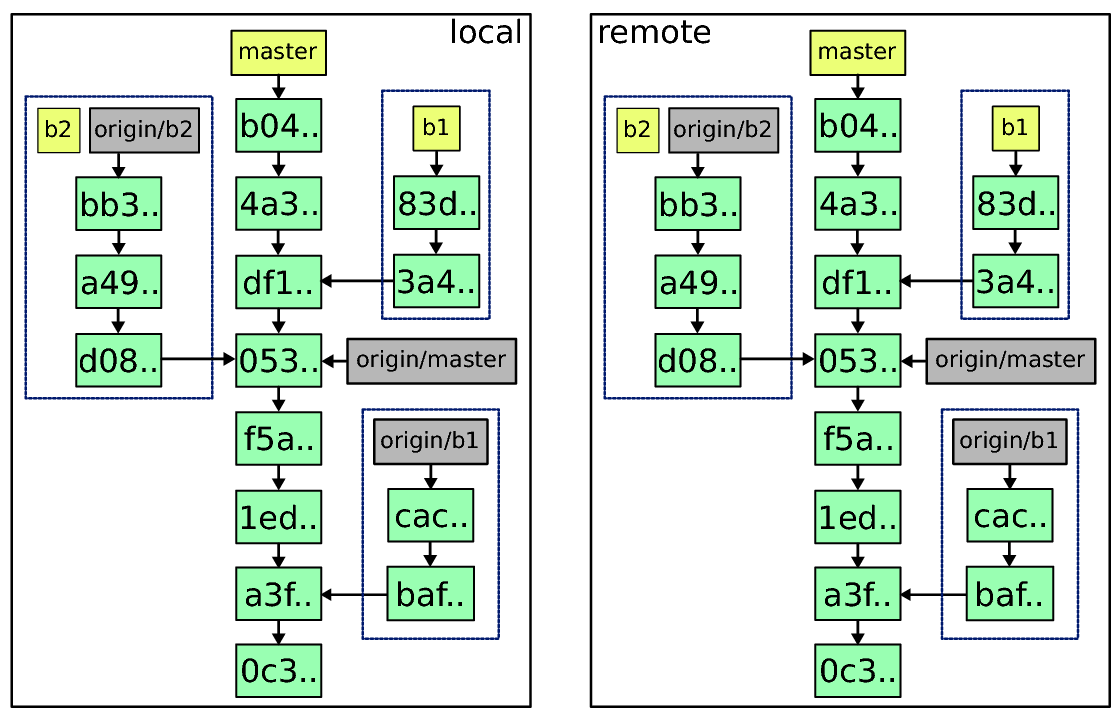 local
master
b2
origin/b2
b04..
b1
bb3..
4a3..
83d..
a49..
df1..
3a4..
d08..
053..
origin/master
f5a..
origin/b1
1ed..
cac..
a3f..
baf..
0c3..
remote
master
b2
origin/b2
b04..
b1
bb3..
4a3..
83d..
a49..
df1..
3a4..
d08..
053..
origin/master
f5a..
origin/b1
1ed..
cac..
a3f..
baf..
0c3..